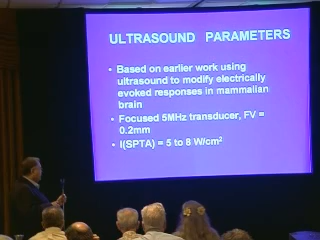 ULTRASOUND PARAMETERS
• Based on earlier work using
ultrasound to modify electrically
evoked responses in mammalian
brain
• Focused 5MHz transducer, FV =
0.2mm
• I(SPTA) = 5 to 8 W/cm²